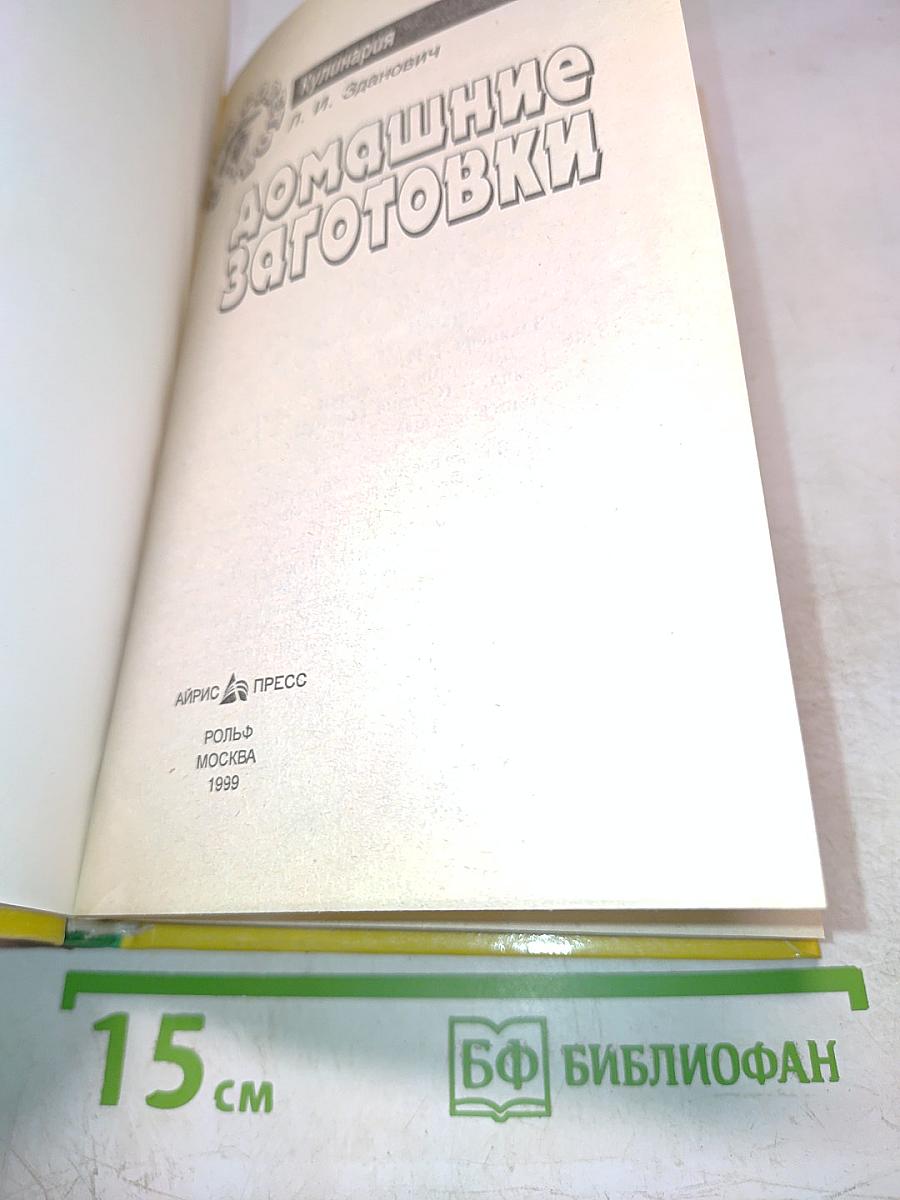 Кулинария
Л. И. Зданович
ДОМАШНИЕ
ЗАГОТОВКИ
АЙРИС ПРЕСС
РОЛЬФ
МОСКВА
1999
15 см
БФ БИБЛИОФАН